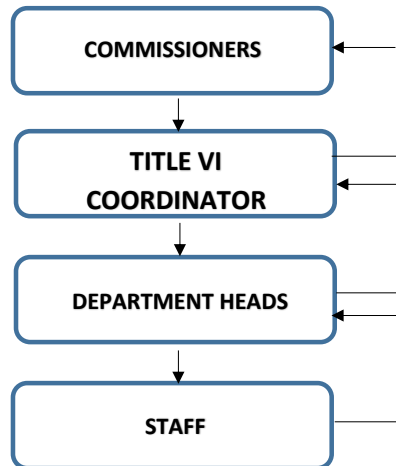 COMMISSIONERS
TITLE VI
COORDINATOR
DEPARTMENT HEADS
STAFF